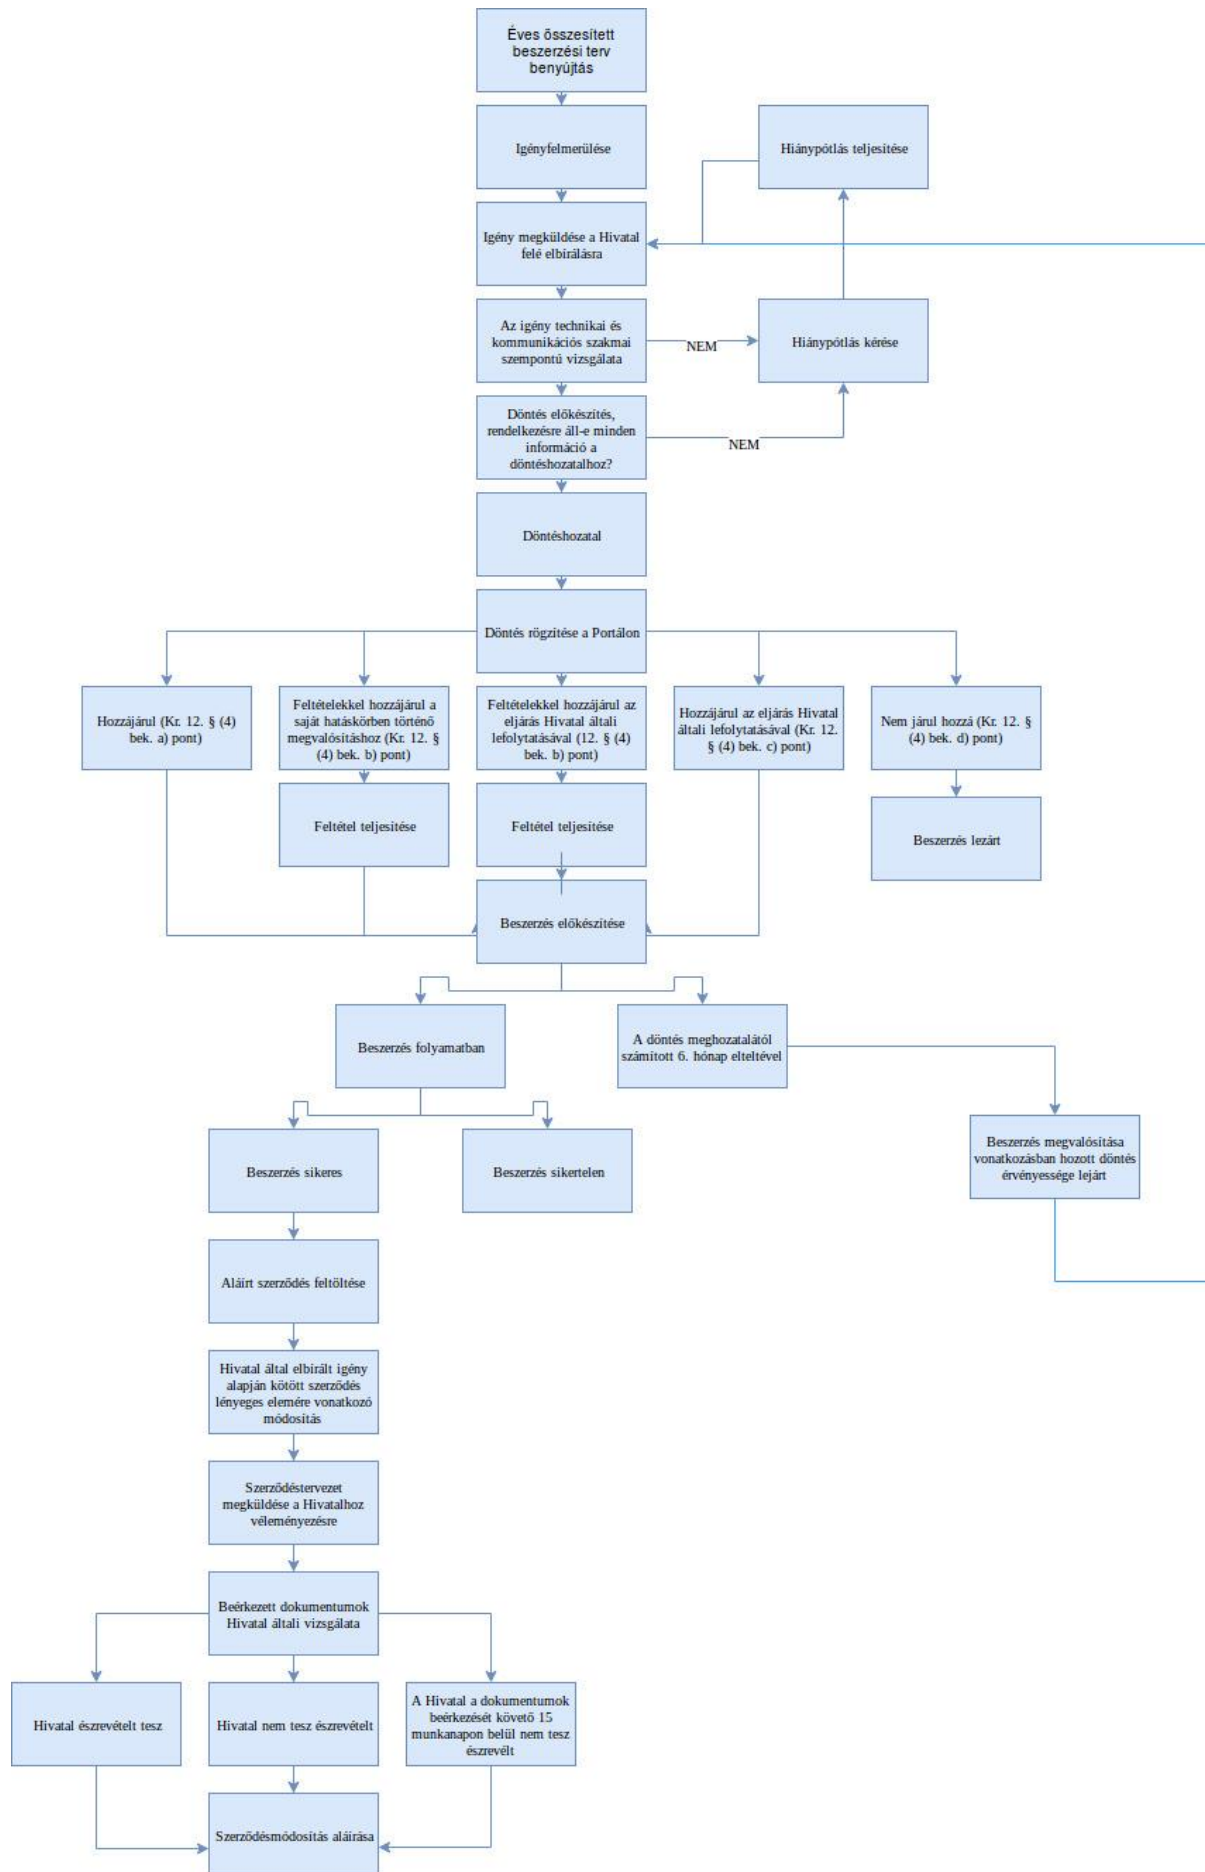 Éves összesített
beszerzési terv
benyújtás
Igényfelmerülése
Hiánypótlás teljesítése
Igény megküldése a Hivatal
felé elbírálásra
Az igény technikai és
kommunikációs szakmai
szempontú vizsgálata
NEM
Hiánypótlás kérése
Döntés előkészítés,
rendelkezésre áll-e minden
információ a
döntéshozatalhoz?
NEM
Döntéshozatal
Döntés rögzítése a Portálon
Hozzájárul (Kr. 12. § (4)
bek. a) pont)
Feltételekkel hozzájárul a
saját hatáskörben történő
megvalósításhoz (Kr. 12. §
(4) bek. b) pont)
Feltételekkel hozzájárul az
eljárás Hivatal általi
lefolytatásával (12. § (4)
bek. b) pont)
Hozzájárul az eljárás Hivatal
általi lefolytatásával (Kr. 12.
§ (4) bek. c) pont)
Nem járul hozzá (Kr. 12. §
(4) bek. d) pont)
Feltétel teljesítése
Feltétel teljesítése
Beszerzés lezárt
Beszerzés előkészítése
Beszerzés folyamatban
A döntés meghozatalától
számított 6. hónap elteltével
Beszerzés sikeres
Beszerzés sikertelen
Beszerzés megvalósítása
vonatkozásban hozott döntés
érvényessége lejárt
Aláírt szerződés feltöltése
Hivatal által elbírált igény
alapján kötött szerződés
lényeges elemére vonatkozó
módosítás
Szerződéstervezet
megküldése a Hivatalhoz
véleményezésre
Beérkezett dokumentumok
Hivatal általi vizsgálata
Hivatal észrevételt tesz
Hivatal nem tesz észrevételt
A Hivatal a dokumentumok
beérkezését követő 15
munkanapon belül nem tesz
észrevélt
Szerződésmódosítás aláírása